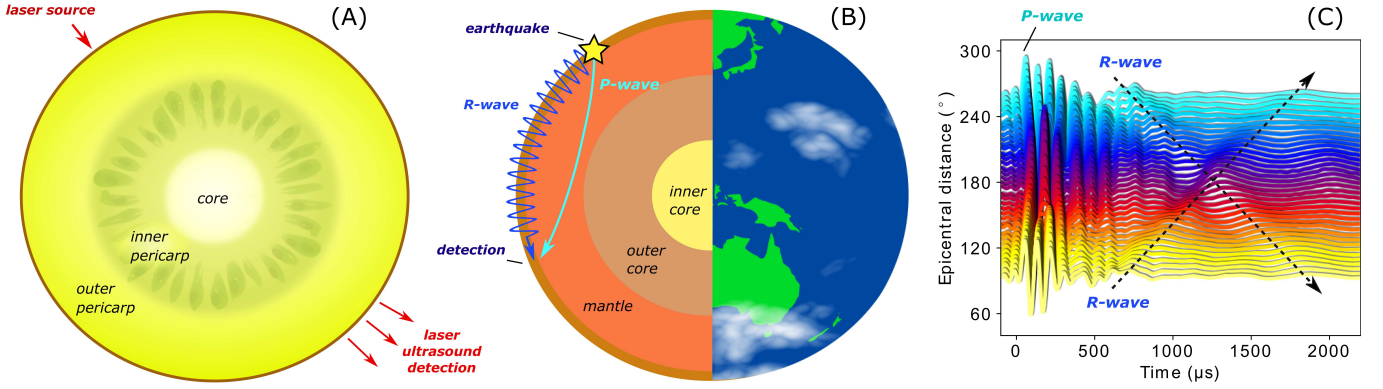 (A)
laser source
core
inner
pericarp
outer
pericarp
laser
ultrasound
detection
(B)
earthquake
P-wave
R-wave
inner
core
outer
core
detection
mantle
(C)
P-wave
R-wave
R-wave
Epicentral distance (°)
300
240
180
120
60
0 500 1000 1500 2000
Time (μs)